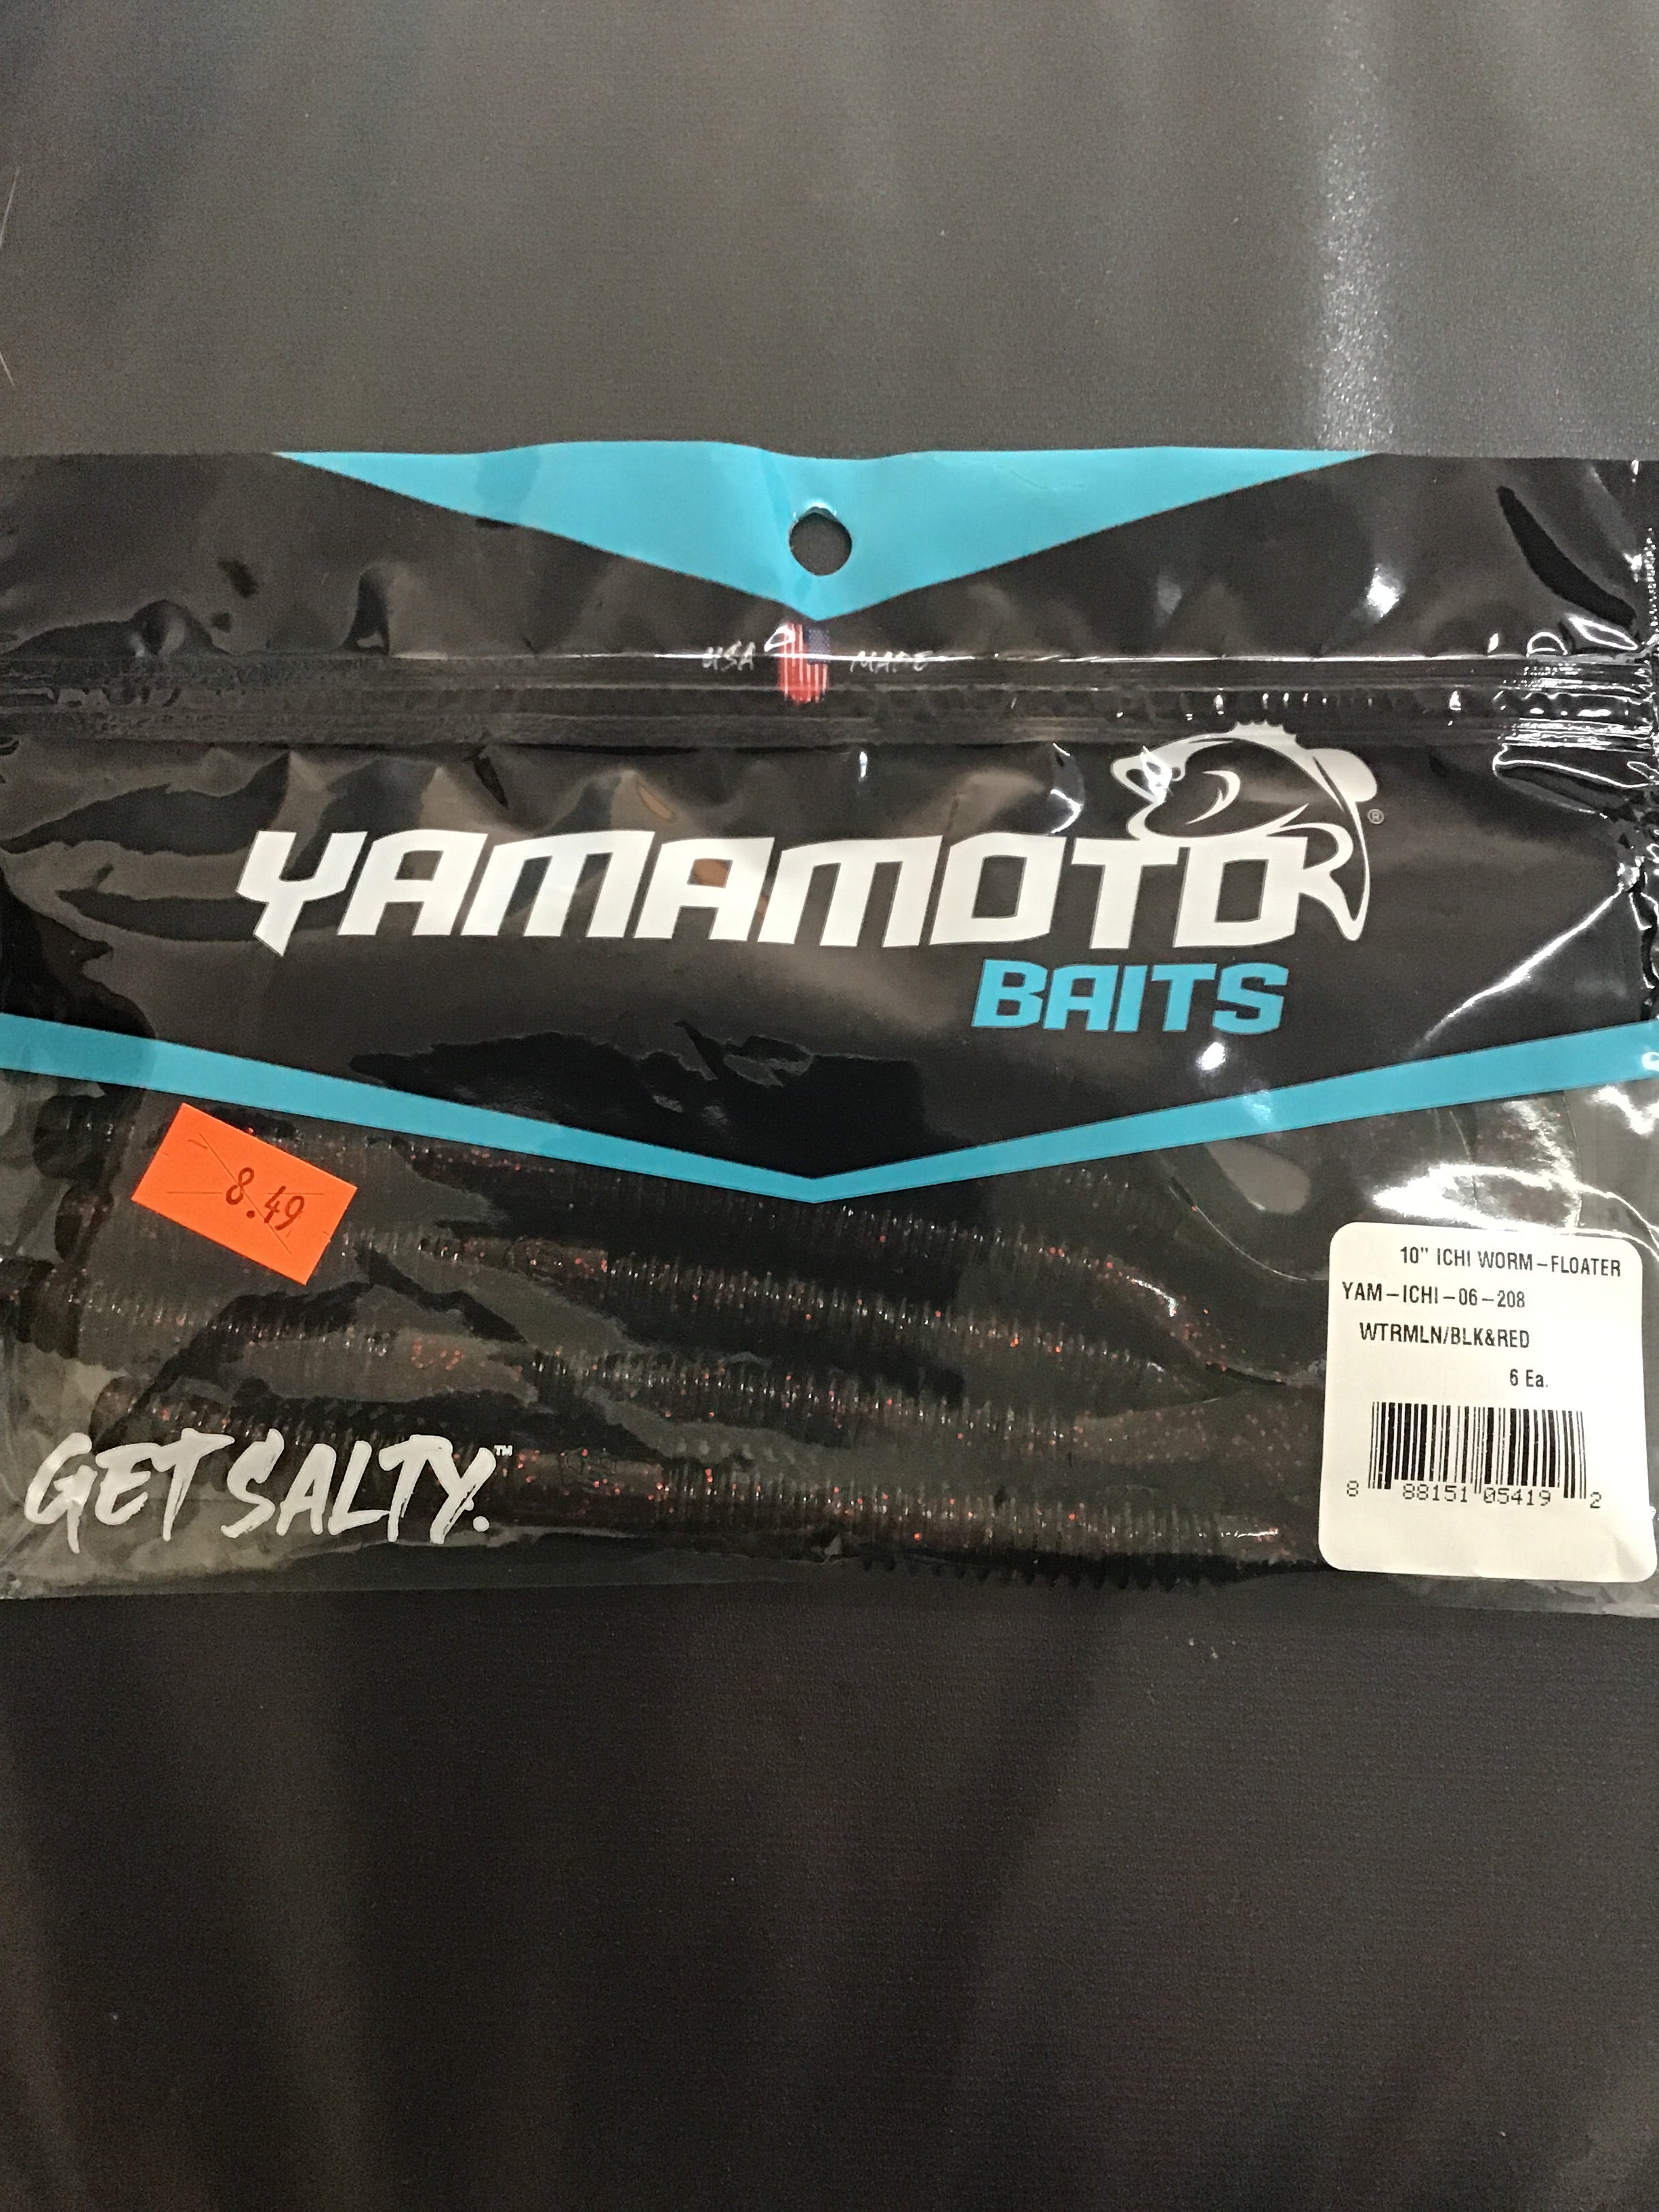 USA MADE
YAMAMOTO
®
BAITS
8.49
10" ICHI WORM-FLOATER
YAM-ICHI-06-208
WTRMLN/BLK&RED
6 Ea.
8 88151 05419 2
GET SALTY.™